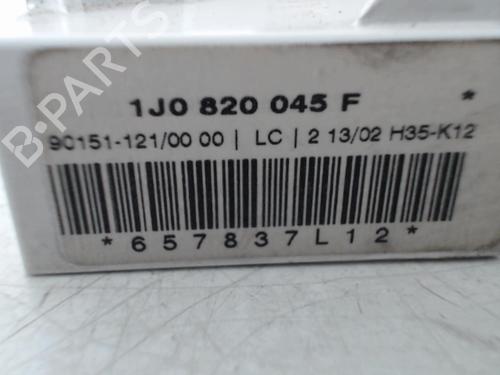 1J0 820 045 F *
90151-121/00 00 | LC | 2 13/02 H35-K12
*657837L12*
B-PARTS